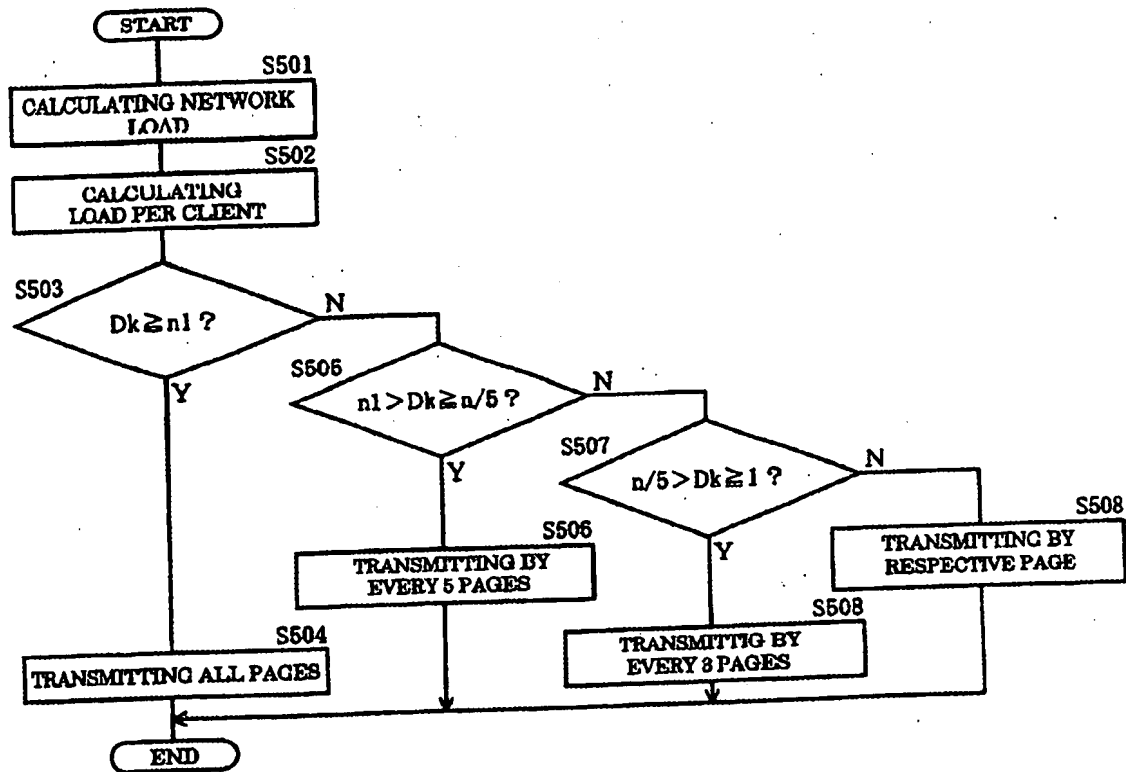 START
S501
CALCULATING NETWORK
LOAD
S502
CALCULATING
LOAD PER CLIENT
S503
Dk≧n1 ?
N
Y
S505
n1>Dk≧n/5 ?
N
Y
S507
n/5>Dk≧1 ?
N
Y
S506
TRANSMITTING BY
EVERY 5 PAGES
S508
TRANSMITTING BY
RESPECTIVE PAGE
S508
TRANSMITTIG BY
EVERY 3 PAGES
S504
TRANSMITTING ALL PAGES
END